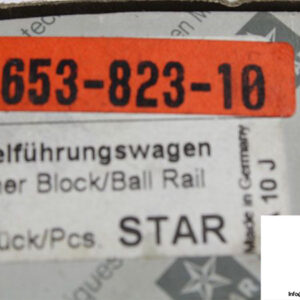 653-823-10
elführungswagen
er Block/Ball Rail
ück/Pcs. STAR
Made in Germany
10 J